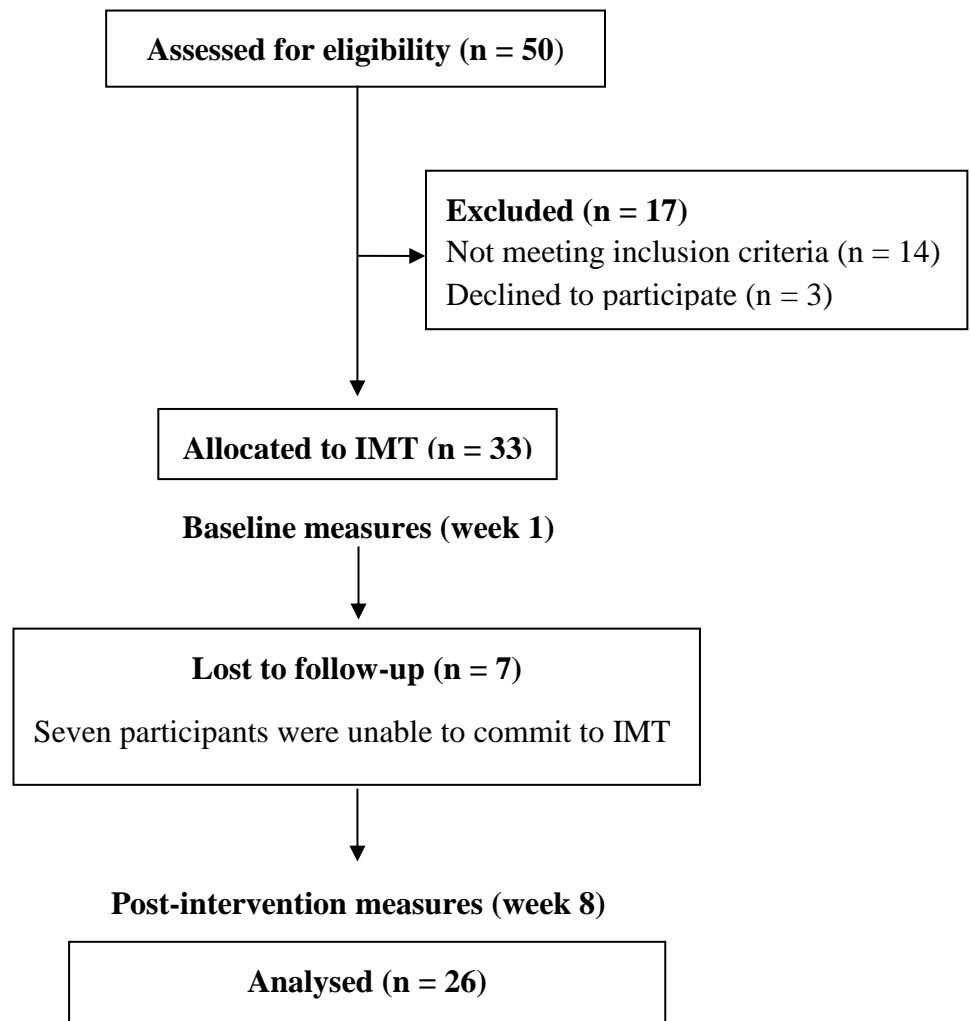 Assessed for eligibility (n = 50)
Excluded (n = 17)
Not meeting inclusion criteria (n = 14)
Declined to participate (n = 3)
Allocated to IMT (n = 33)
Baseline measures (week 1)
Lost to follow-up (n = 7)
Seven participants were unable to commit to IMT
Post-intervention measures (week 8)
Analysed (n = 26)